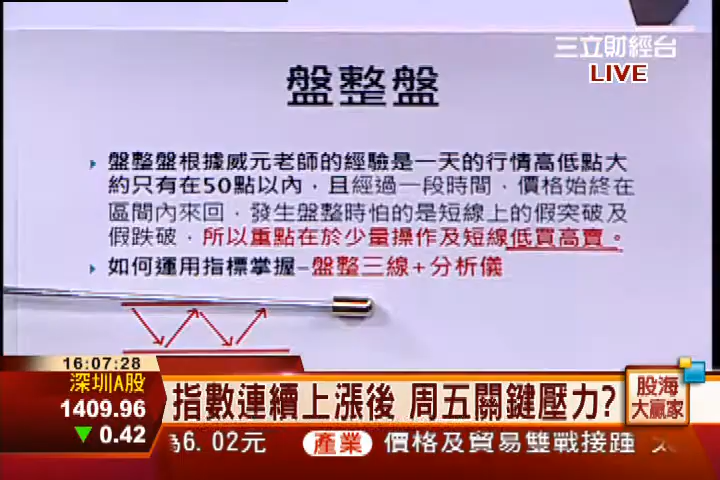 三立財經台
LIVE
盤整盤
盤整盤根據威元老師的經驗是一天的行情高低點大
約只有在50點以內，且經過一段時間，價格始終在
區間內來回，發生盤整時怕的是短線上的假突破及
假跌破，所以重點在於少量操作及短線低買高賣。
如何運用指標掌握-盤整三線+分析儀
16:07:28
深圳A股
1409.96
▼0.42
指數連續上漲後 周五關鍵壓力?
股海
大贏家
為6.02元 產業 價格及貿易雙戰接踵